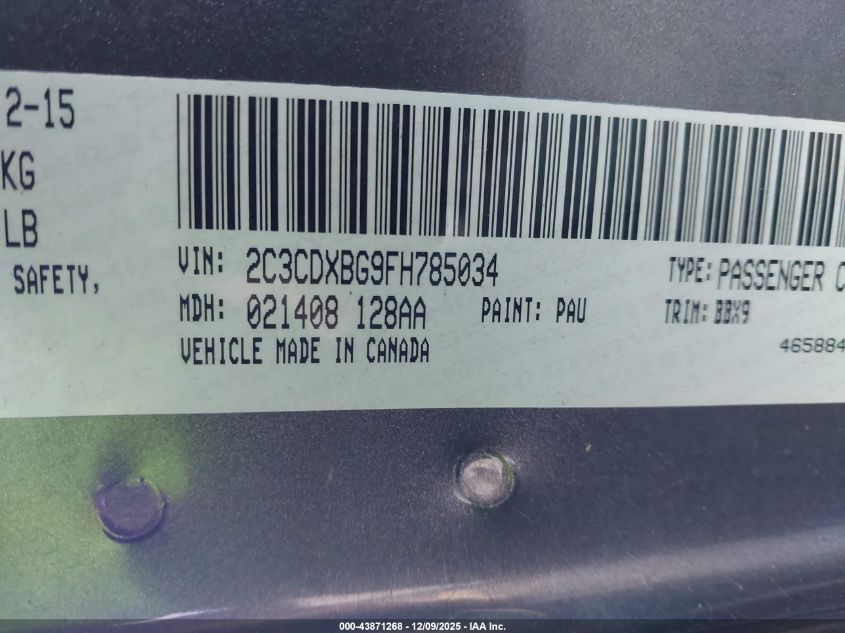 2-15
KG
LB
SAFETY,
VIN: 2C3CDXBG9FH785034 TYPE: PASSENGER C
MDH: 021408 128AA PAINT: PAU TRIM: BBX9
VEHICLE MADE IN CANADA 465884
000-43871268 - 12/09/2025 - IAA Inc.